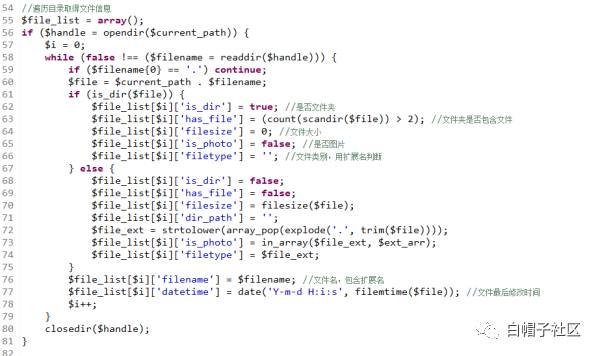 54 //遍历目录取得文件信息
55 $file_list = array();
56 if ($handle = opendir($current_path)) {
57     $i = 0;
58     while (false !== ($filename = readdir($handle))) {
59         if ($filename{0} == '.') continue;
60         $file = $current_path . $filename;
61         if (is_dir($file)) {
62             $file_list[$i]['is_dir'] = true; //是否文件夹
63             $file_list[$i]['has_file'] = (count(scandir($file)) > 2); //文件夹是否包含文件
64             $file_list[$i]['filesize'] = 0; //文件大小
65             $file_list[$i]['is_photo'] = false; //是否图片
66             $file_list[$i]['filetype'] = ''; //文件类别，用扩展名判断
67         } else {
68             $file_list[$i]['is_dir'] = false;
69             $file_list[$i]['has_file'] = false;
70             $file_list[$i]['filesize'] = filesize($file);
71             $file_list[$i]['dir_path'] = '';
72             $file_ext = strtolower(array_pop(explode('.', trim($file))));
73             $file_list[$i]['is_photo'] = in_array($file_ext, $ext_arr);
74             $file_list[$i]['filetype'] = $file_ext;
75         }
76         $file_list[$i]['filename'] = $filename; //文件名，包含扩展名
77         $file_list[$i]['datetime'] = date('Y-m-d H:i:s', filemtime($file)); //文件最后修改时间
78         $i++;
79     }
80     closedir($handle);
81 }
82
白帽子社区